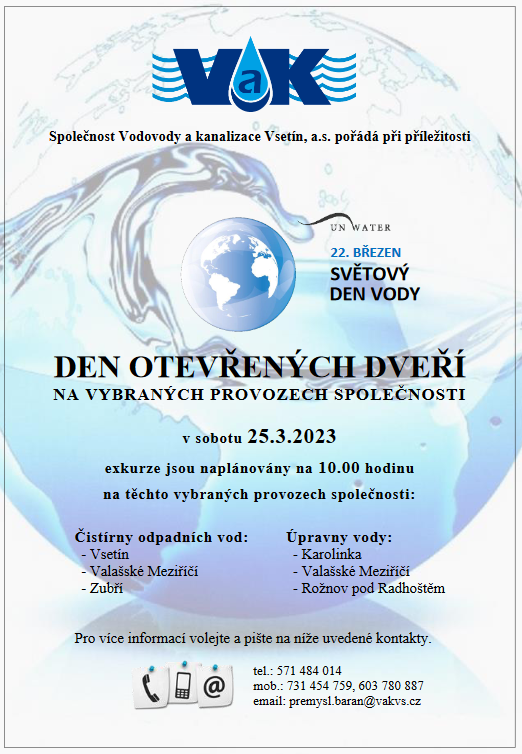 VaK
Společnost Vodovody a kanalizace Vsetín, a.s. pořádá při příležitosti
UN WATER
22. BŘEZEN
SVĚTOVÝ
DEN VODY
DEN OTEVŘENÝCH DVEŘÍ
NA VYBRANÝCH PROVOZECH SPOLEČNOSTI
v sobotu 25.3.2023
exkurze jsou naplánovány na 10.00 hodinu
na těchto vybraných provozech společnosti:
Čistírny odpadních vod:
- Vsetín
- Valašské Meziříčí
- Zubří
Úpravny vody:
- Karolinka
- Valašské Meziříčí
- Rožnov pod Radhoštěm
Pro více informací volejte a pište na níže uvedené kontakty.
@
tel.: 571 484 014
mob.: 731 454 759, 603 780 887
email: premysl.baran@vakvs.cz